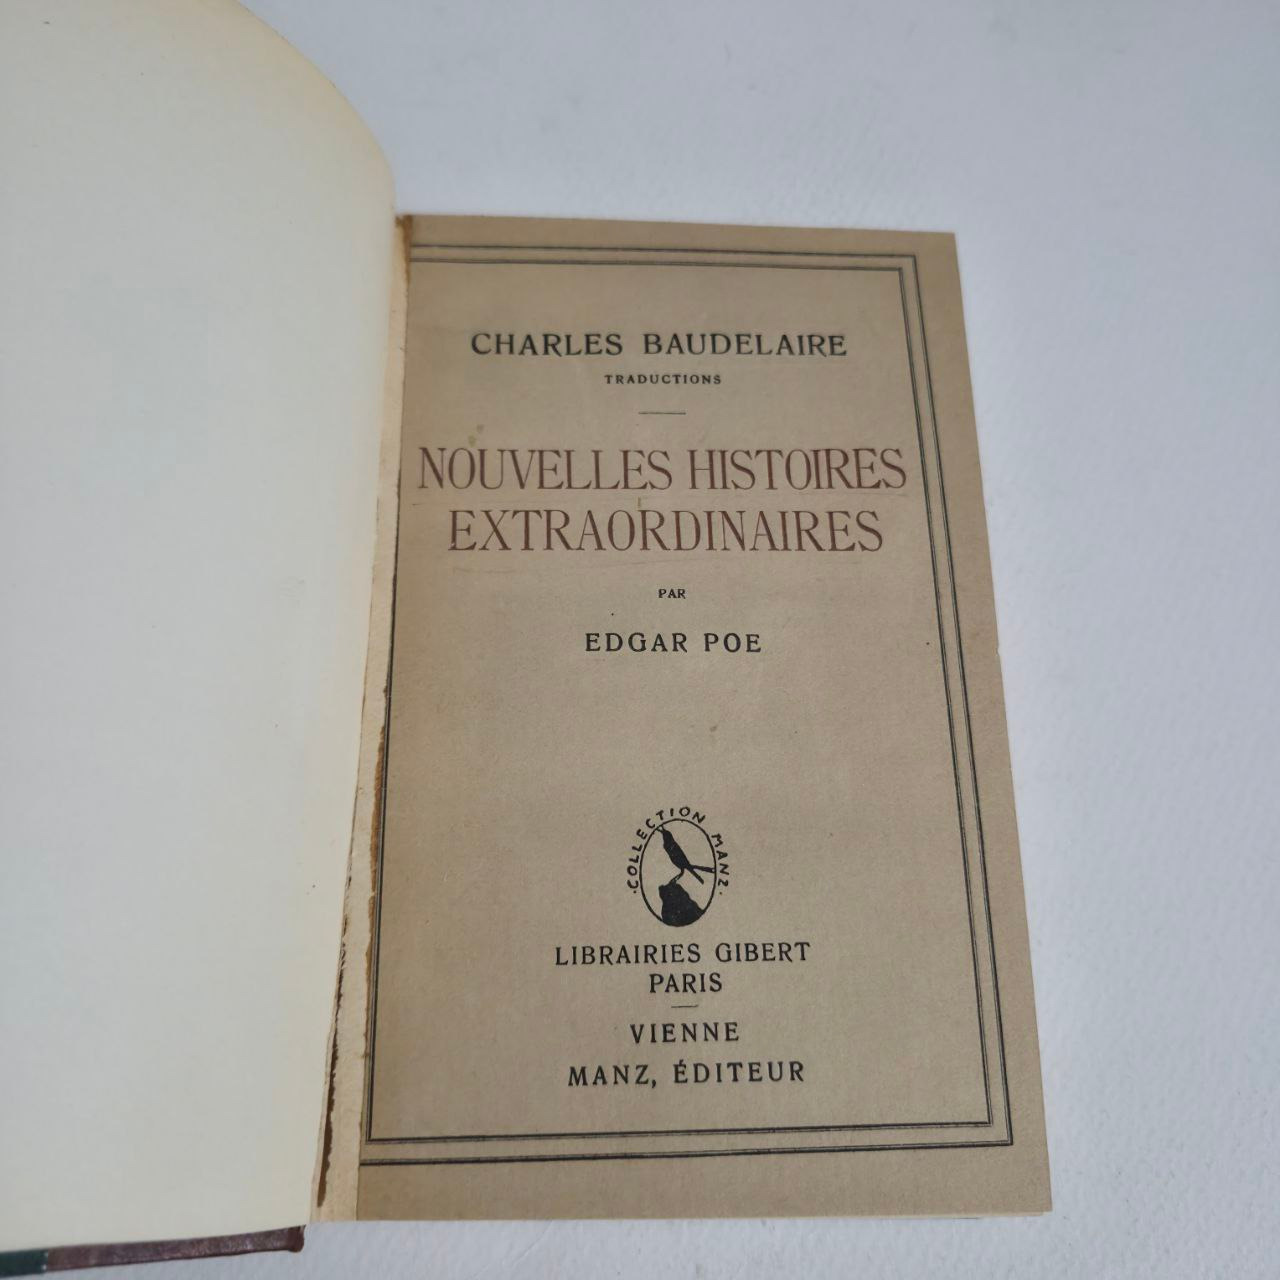 CHARLES BAUDELAIRE
TRADUCTIONS
NOUVELLES HISTOIRES
EXTRAORDINAIRES
PAR
EDGAR POE
·COLLECTION MANZ·
LIBRAIRIES GIBERT
PARIS
VIENNE
MANZ, ÉDITEUR